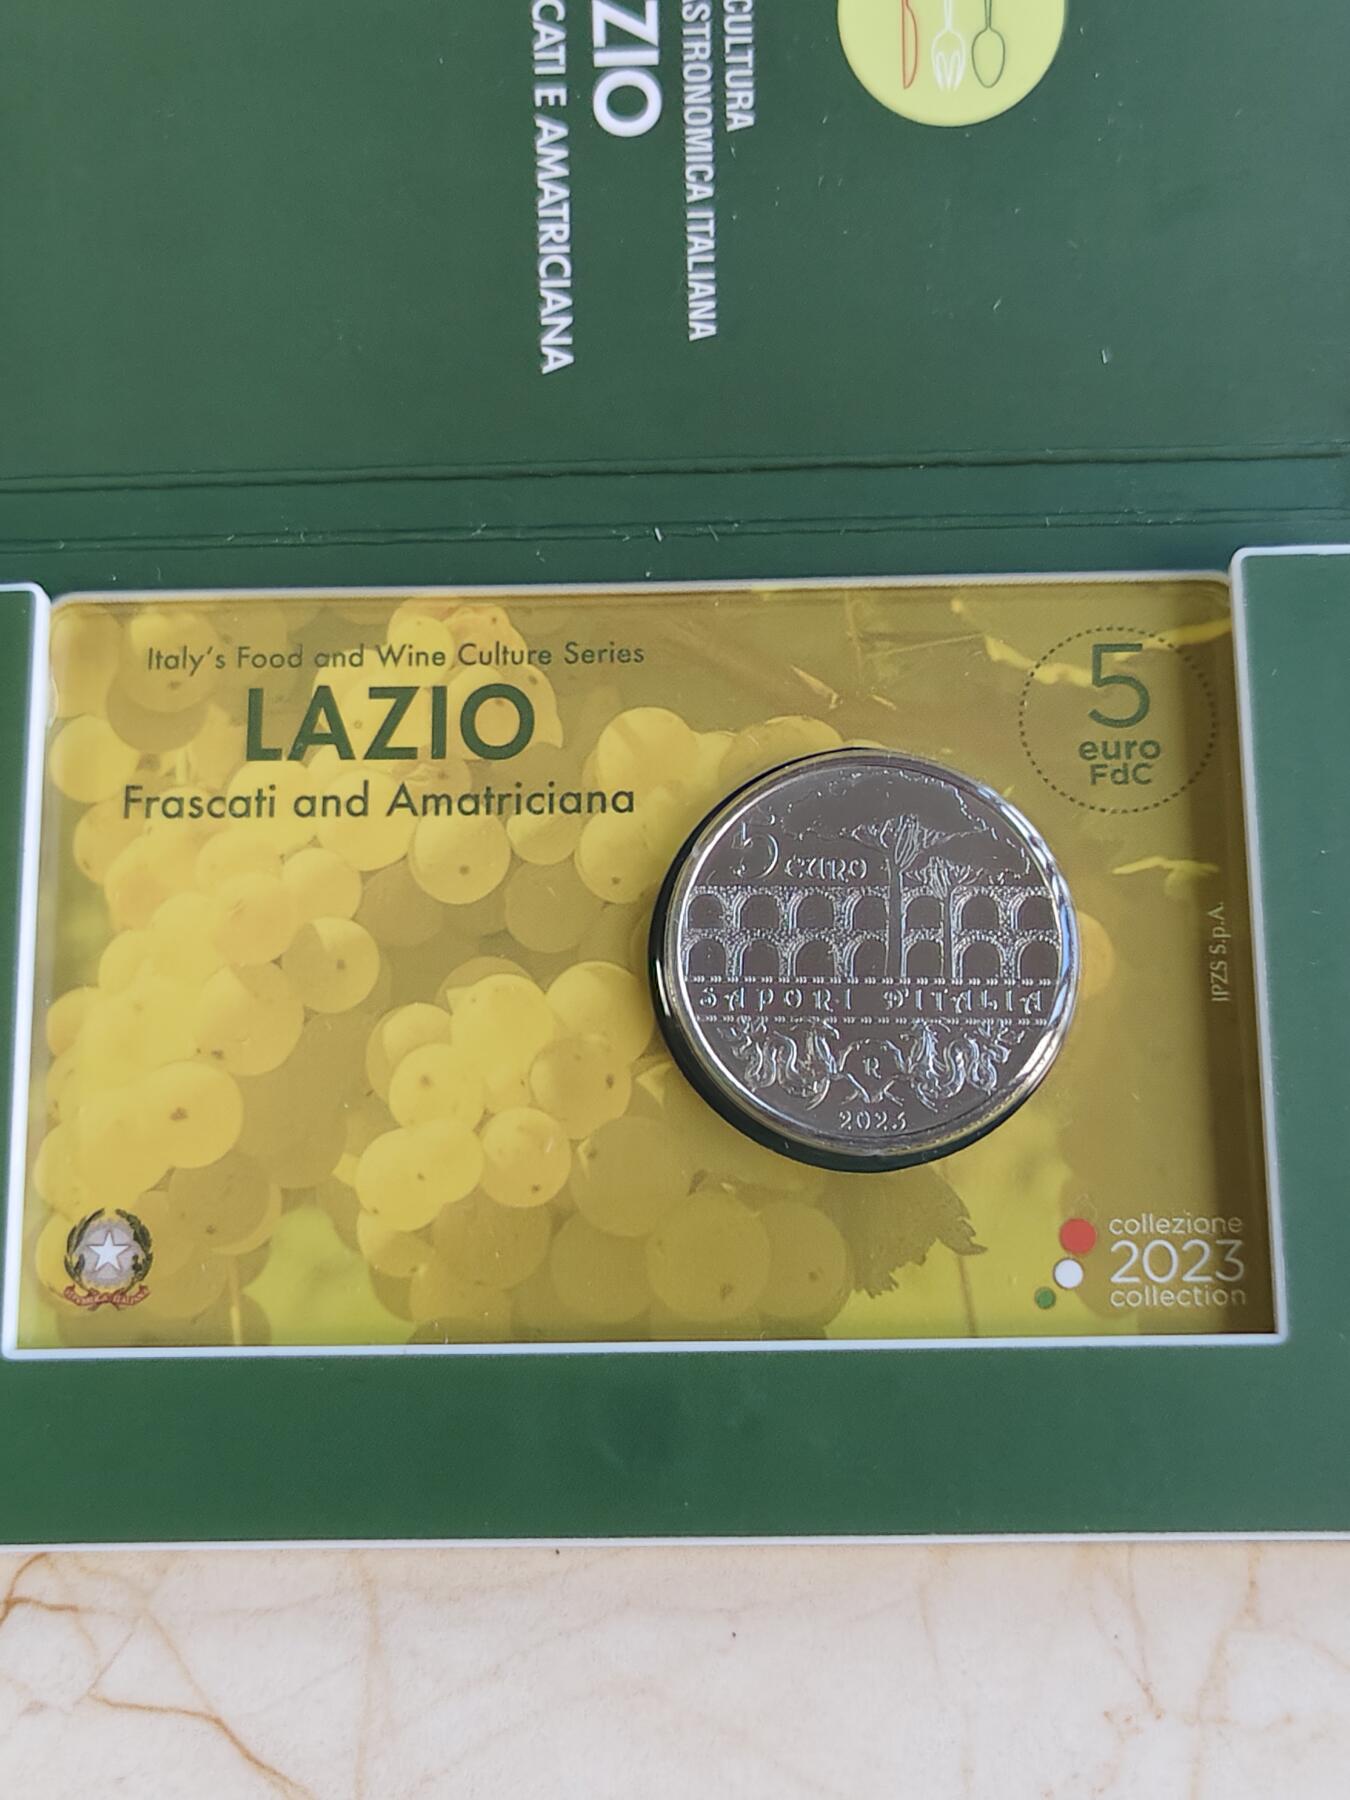 CULTURA
ASTRONOMICA ITALIANA
ZIO
CATI E AMATRICIANA
Italy's Food and Wine Culture Series
LAZIO
Frascati and Amatriciana
5
euro
FdC
5 EURO
SAPORI D'ITALIA
R
2023
IPZS S.p.A.
collezione
2023
collection